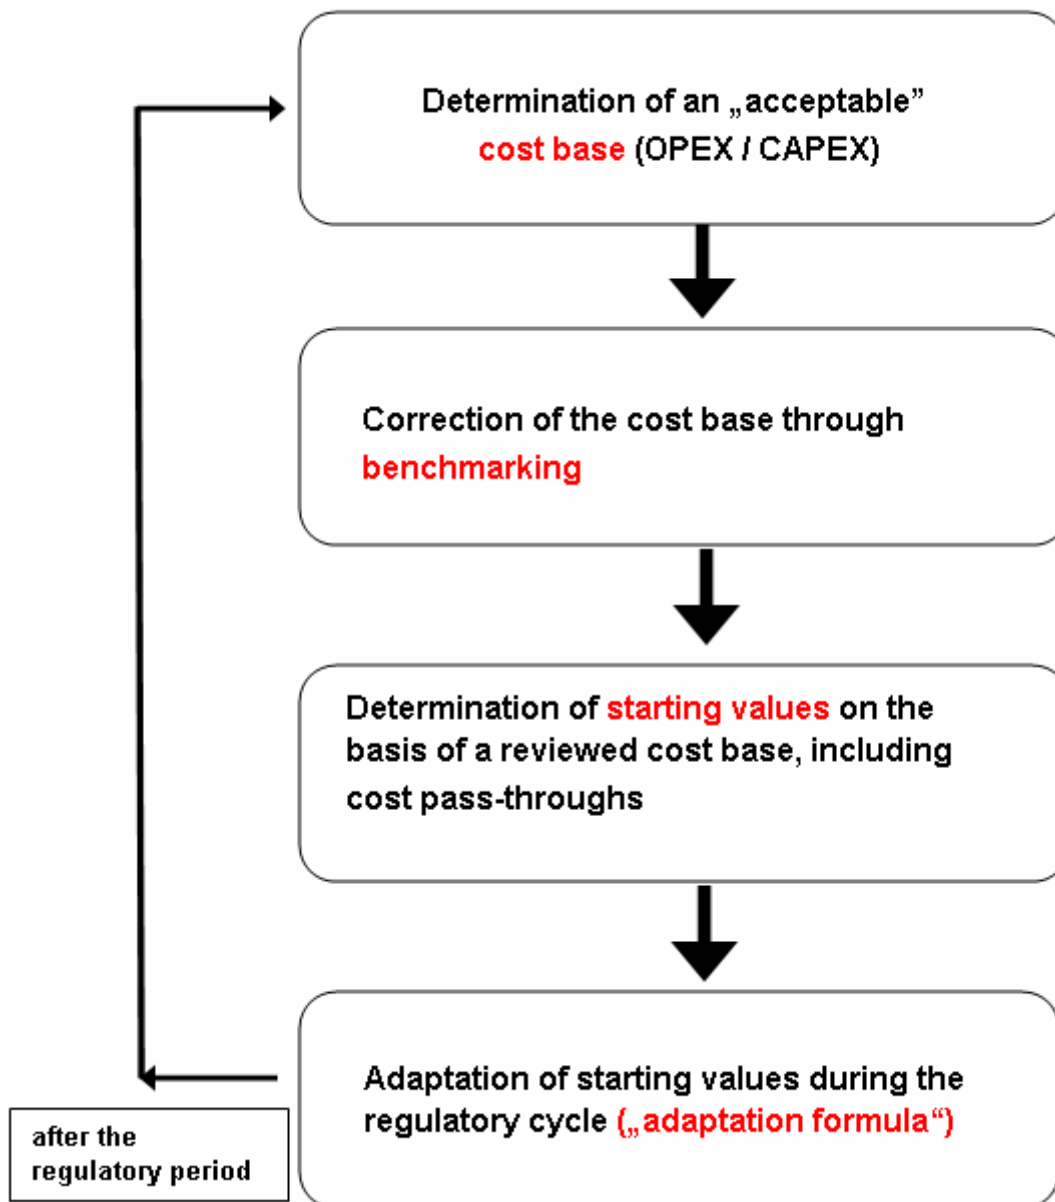 Determination of an „acceptable”
cost base (OPEX / CAPEX)
Correction of the cost base through
benchmarking
Determination of starting values on the
basis of a reviewed cost base, including
cost pass-throughs
Adaptation of starting values during the
regulatory cycle („adaptation formula“)
after the
regulatory period